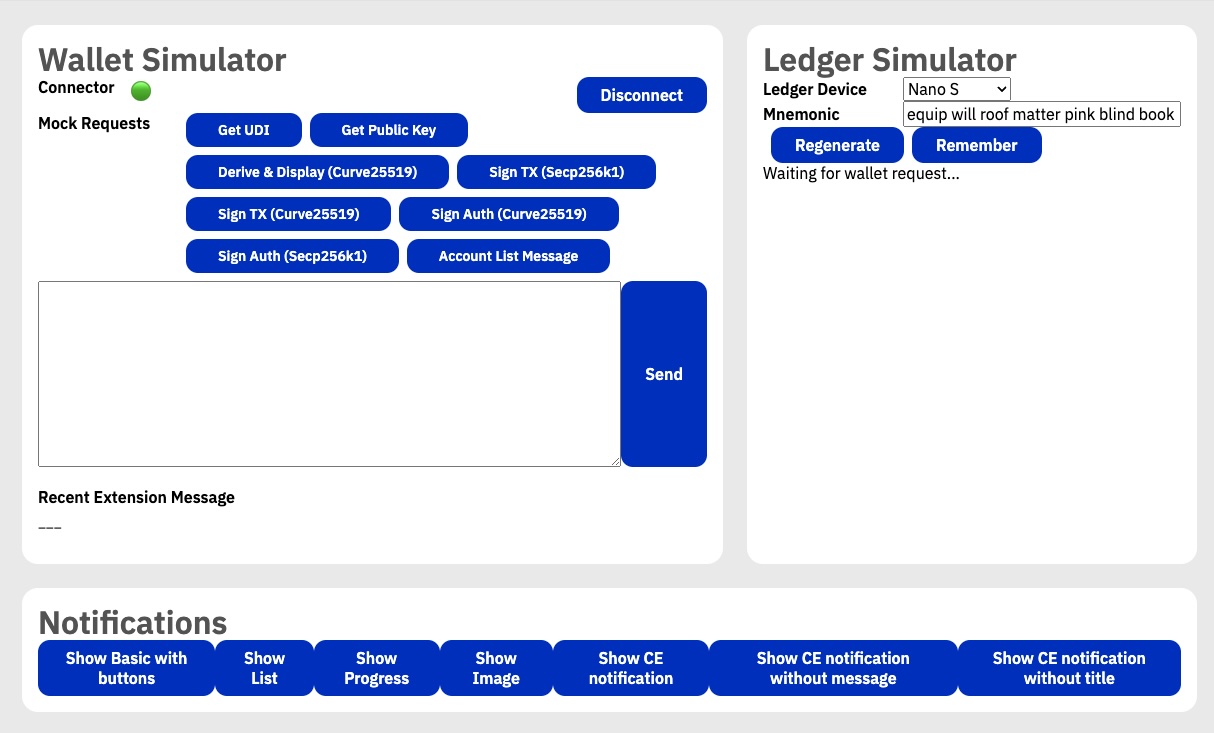 Wallet Simulator
Connector
Disconnect
Mock Requests
Get UDI
Get Public Key
Derive & Display (Curve25519)
Sign TX (Secp256k1)
Sign TX (Curve25519)
Sign Auth (Curve25519)
Sign Auth (Secp256k1)
Account List Message
Send
Recent Extension Message
---
Ledger Simulator
Ledger Device
Nano S
Mnemonic
equip will roof matter pink blind book
Regenerate
Remember
Waiting for wallet request...
Notifications
Show Basic with
buttons
Show
List
Show
Progress
Show
Image
Show CE
notification
Show CE notification
without message
Show CE notification
without title